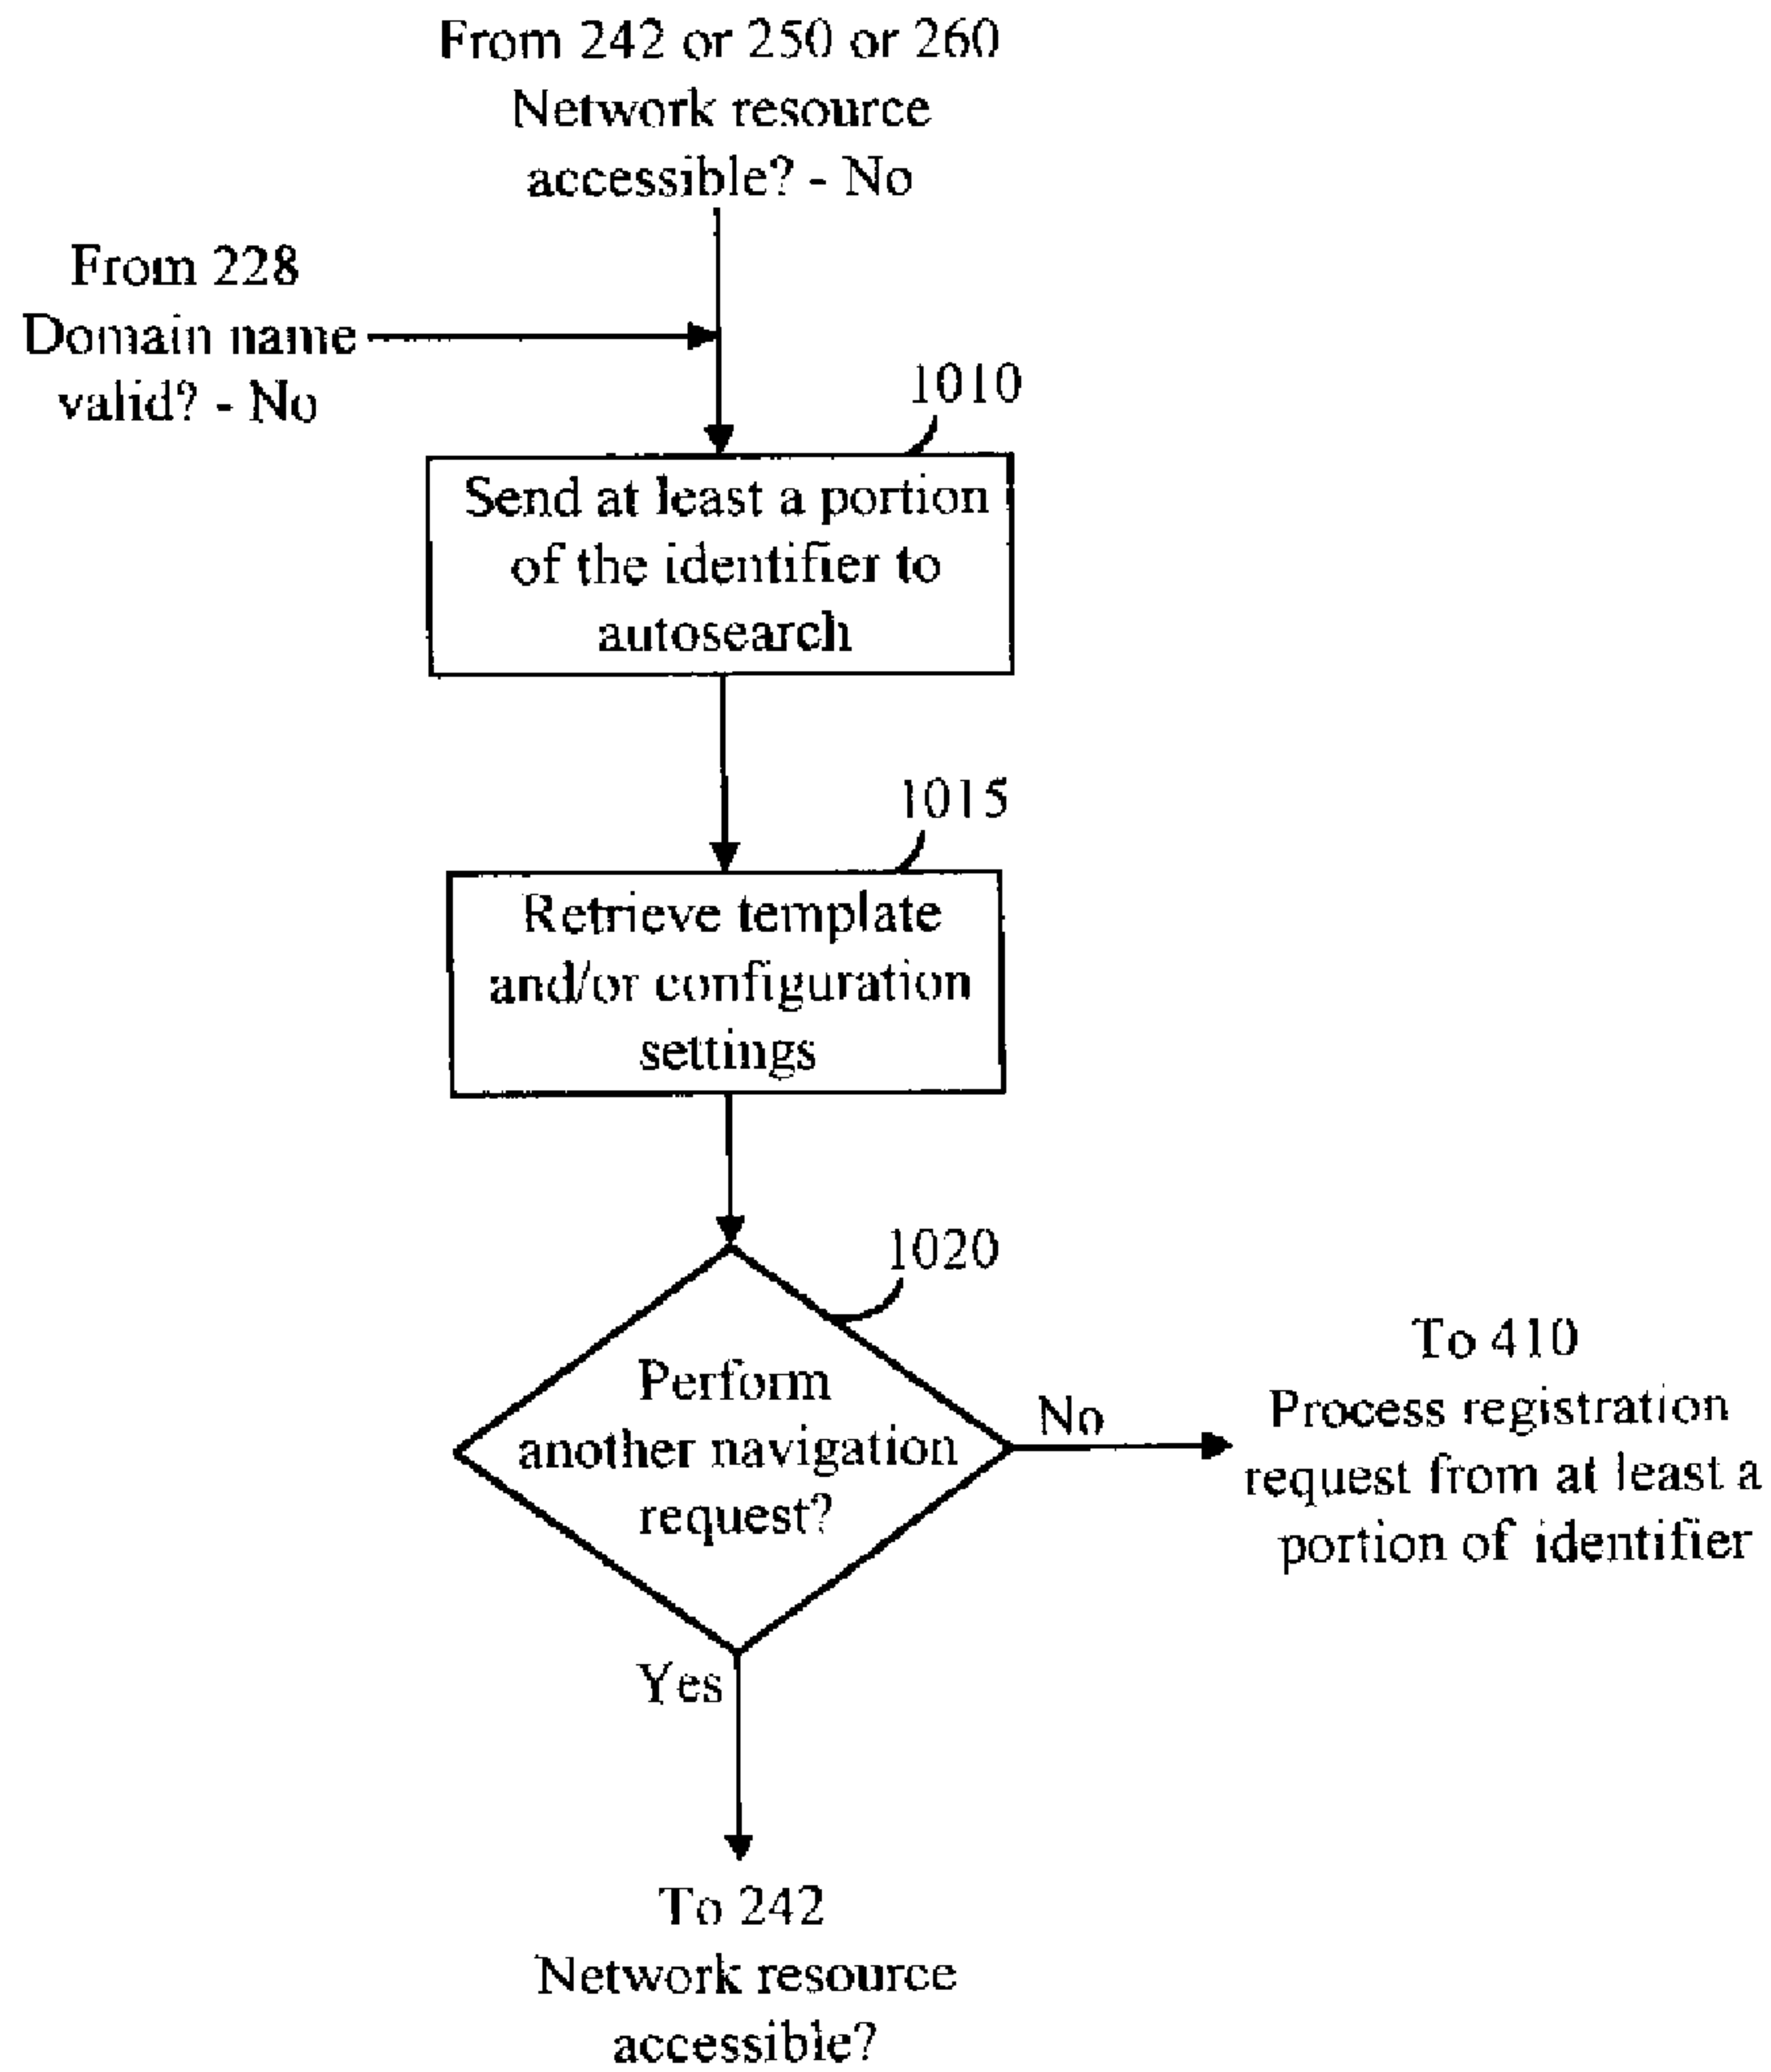 From 242 or 250 or 260
Network resource
accessible? - No
From 228
Domain name
valid? - No
1010
Send at least a portion
of the identifier to
autosearch
1015
Retrieve template
and/or configuration
settings
1020
Perform
another navigation
request?
No
To 410
Process registration
request from at least a
portion of identifier
Yes
To 242
Network resource
accessible?